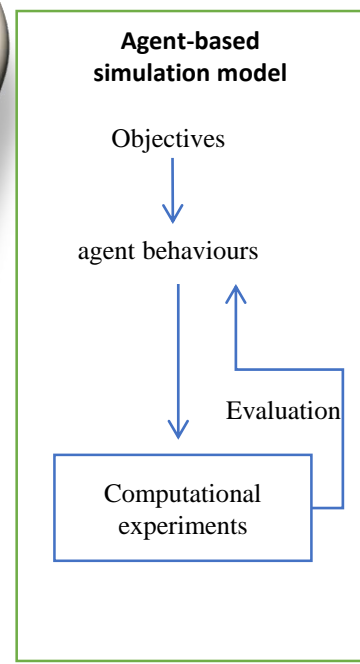 Agent-based
simulation model
Objectives
agent behaviours
Evaluation
Computational
experiments